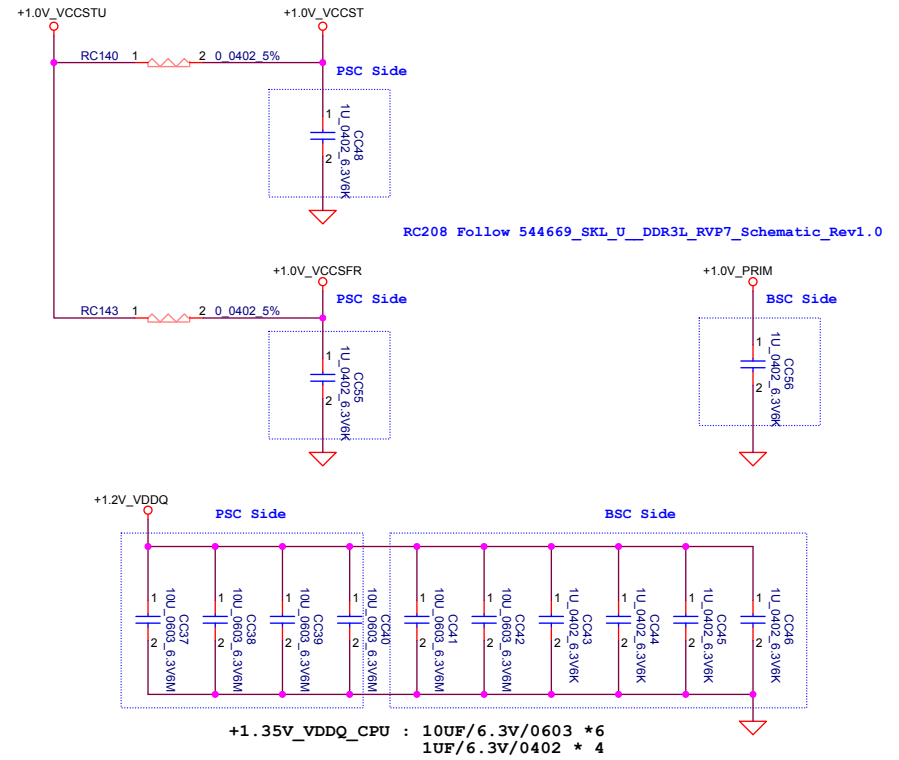 +1.0V_VCCSTU
+1.0V_VCCST
RC140 1 2 0_0402_5%
PSC Side
1
2
CC48
1U_0402_6.3V6K
RC208 Follow 544669_SKL_U__DDR3L_RVP7_Schematic_Rev1.0
+1.0V_VCCSFR
PSC Side
RC143 1 2 0_0402_5%
1
2
CC55
1U_0402_6.3V6K
+1.0V_PRIM
BSC Side
1
2
CC56
1U_0402_6.3V6K
+1.2V_VDDQ
PSC Side
BSC Side
1
2
CC37
10U_0603_6.3V6M
1
2
CC38
10U_0603_6.3V6M
1
2
CC39
10U_0603_6.3V6M
1
2
CC40
10U_0603_6.3V6M
1
2
CC41
10U_0603_6.3V6M
1
2
CC42
10U_0603_6.3V6M
1
2
CC43
1U_0402_6.3V6K
1
2
CC44
1U_0402_6.3V6K
1
2
CC45
1U_0402_6.3V6K
1
2
CC46
1U_0402_6.3V6K
+1.35V_VDDQ_CPU : 10UF/6.3V/0603 *6
1UF/6.3V/0402 * 4